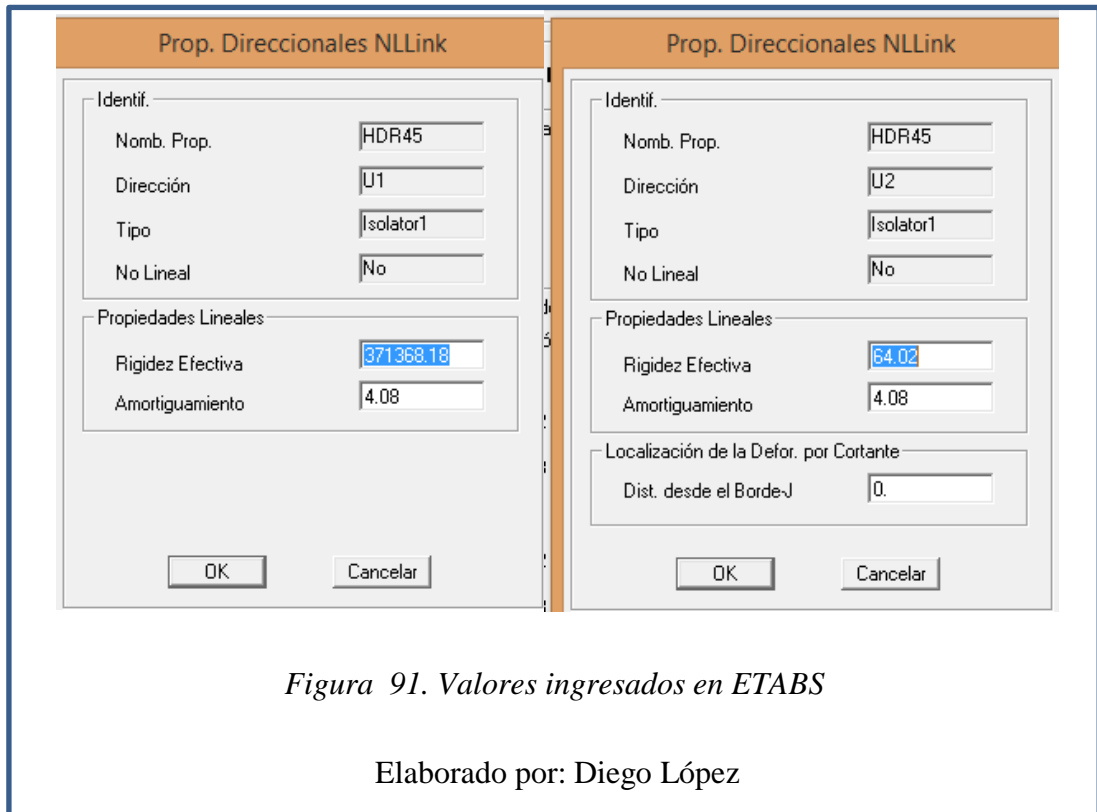 Prop. Direccionales NLLink
Identif.
Nomb. Prop. HDR45
Dirección U1
Tipo Isolator1
No Lineal No
Propiedades Lineales
Rigidez Efectiva 371368.18
Amortiguamiento 4.08
OK Cancelar
Prop. Direccionales NLLink
Identif.
Nomb. Prop. HDR45
Dirección U2
Tipo Isolator1
No Lineal No
Propiedades Lineales
Rigidez Efectiva 64.02
Amortiguamiento 4.08
Localización de la Defor. por Cortante
Dist. desde el Borde-J 0.
OK Cancelar
Figura 91. Valores ingresados en ETABS
Elaborado por: Diego López